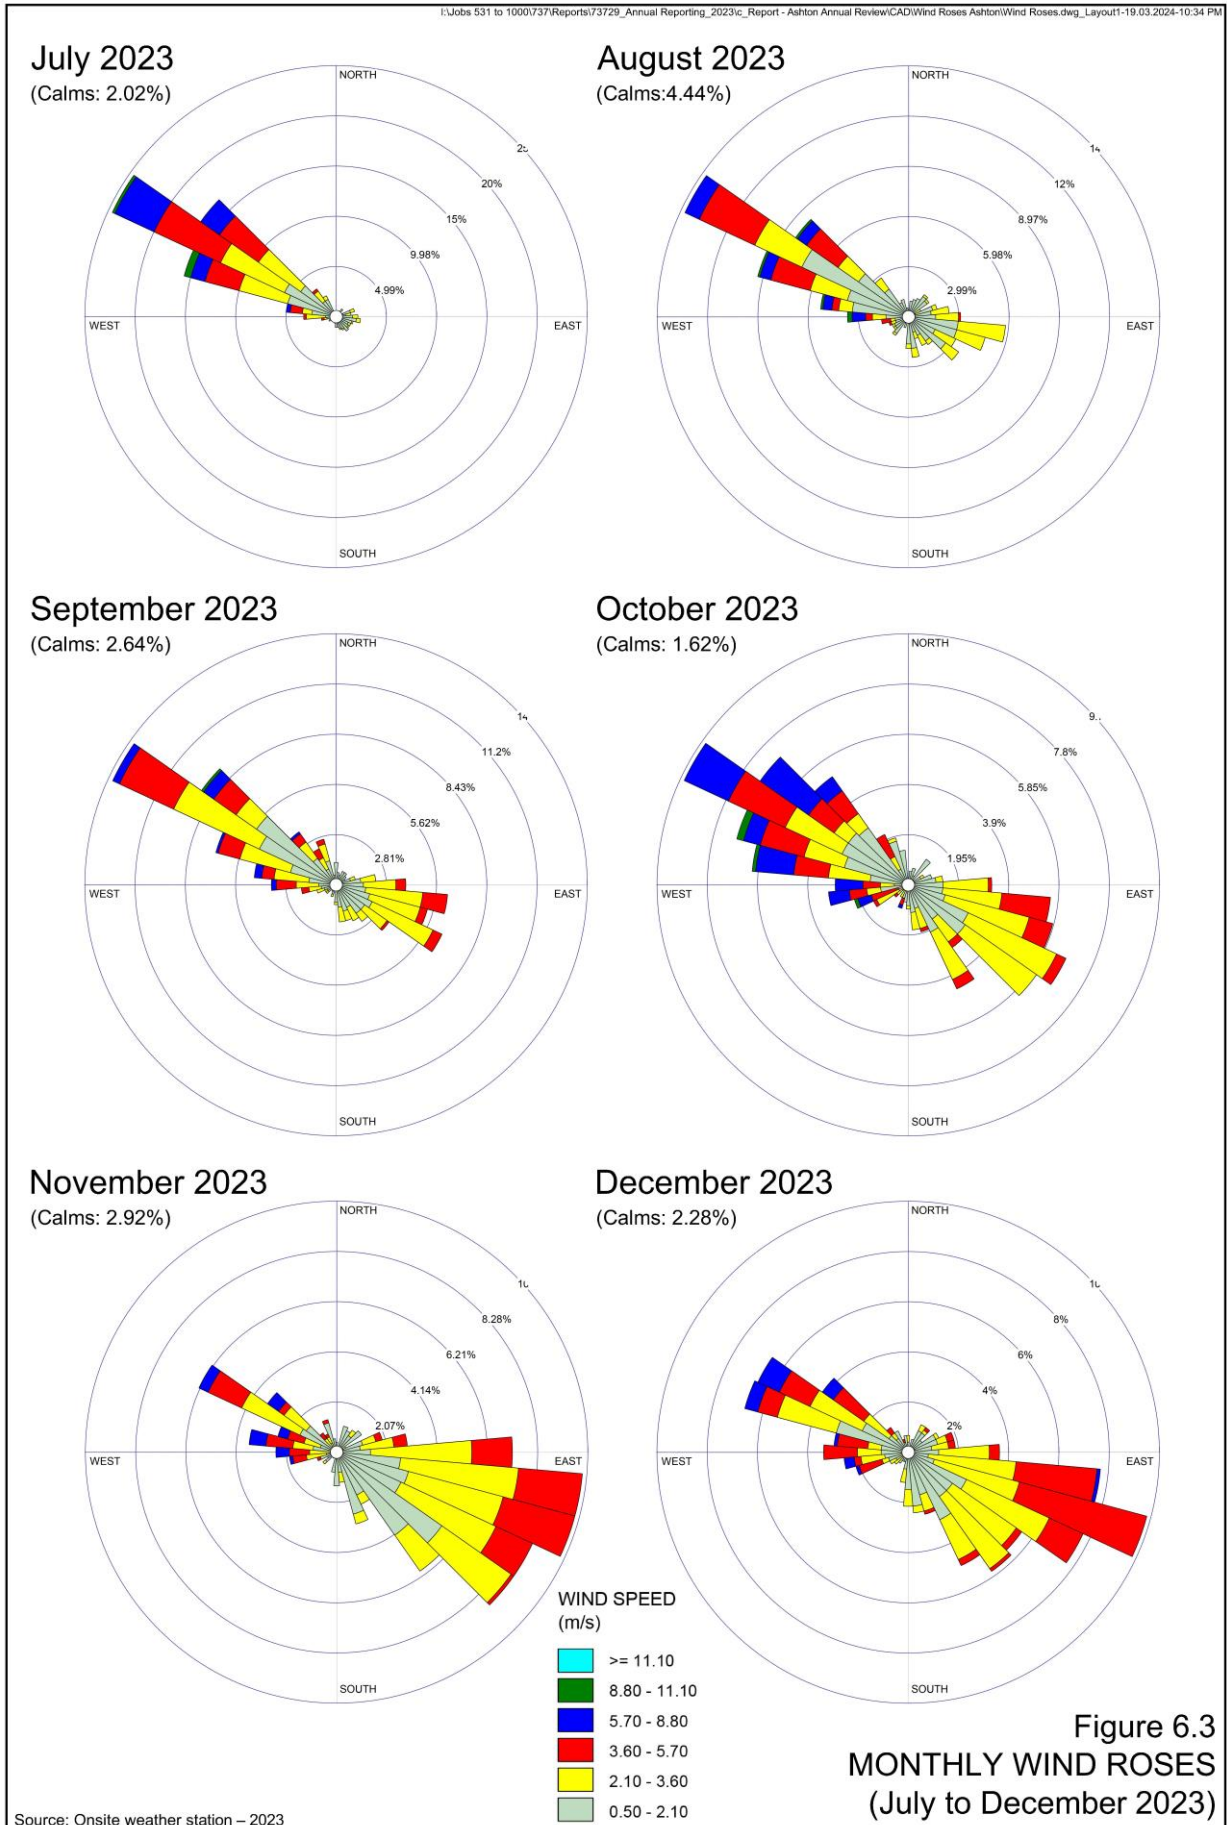 I:\Jobs 531 to 1000\737\Reports\73729_Annual Reporting_2023\c_Report - Ashton Annual Review\CAD\Wind Roses Ashton\Wind Roses.dwg_Layout1-19.03.2024-10:34 PM
July 2023
(Calms: 2.02%)
NORTH
20%
15%
9.98%
4.99%
WEST
EAST
SOUTH
August 2023
(Calms:4.44%)
NORTH
14
12%
8.97%
5.98%
2.99%
WEST
EAST
SOUTH
September 2023
(Calms: 2.64%)
NORTH
14
11.2%
8.43%
5.62%
2.81%
WEST
EAST
SOUTH
October 2023
(Calms: 1.62%)
NORTH
9.
7.8%
5.85%
3.9%
1.95%
WEST
EAST
SOUTH
November 2023
(Calms: 2.92%)
NORTH
8.28%
6.21%
4.14%
2.07%
WEST
EAST
SOUTH
December 2023
(Calms: 2.28%)
NORTH
8%
6%
4%
2%
WEST
EAST
SOUTH
WIND SPEED
(m/s)
>= 11.10
8.80 - 11.10
5.70 - 8.80
3.60 - 5.70
2.10 - 3.60
0.50 - 2.10
Figure 6.3
MONTHLY WIND ROSES
(July to December 2023)
Source: Onsite weather station – 2023